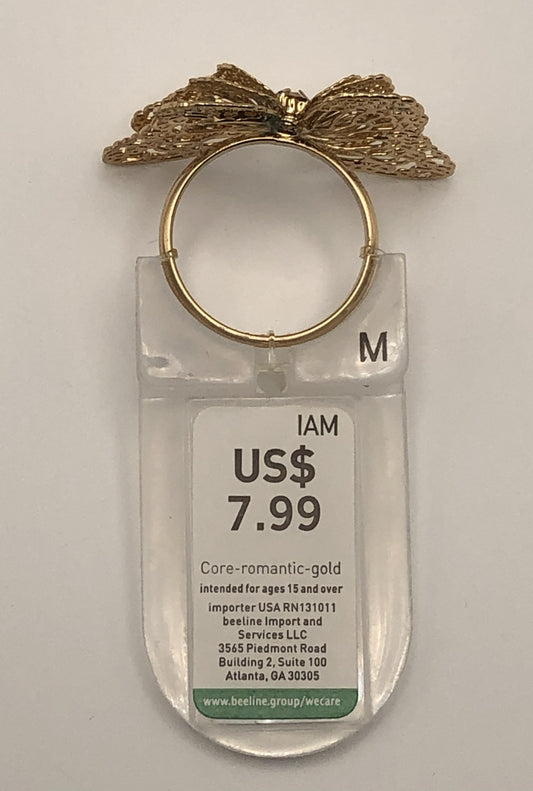 M
IAM
US$
7.99
Core-romantic-gold
intended for ages 15 and over
importer USA RN131011
beeline Import and
Services LLC
3565 Piedmont Road
Building 2, Suite 100
Atlanta, GA 30305
www.beeline.group/wecare